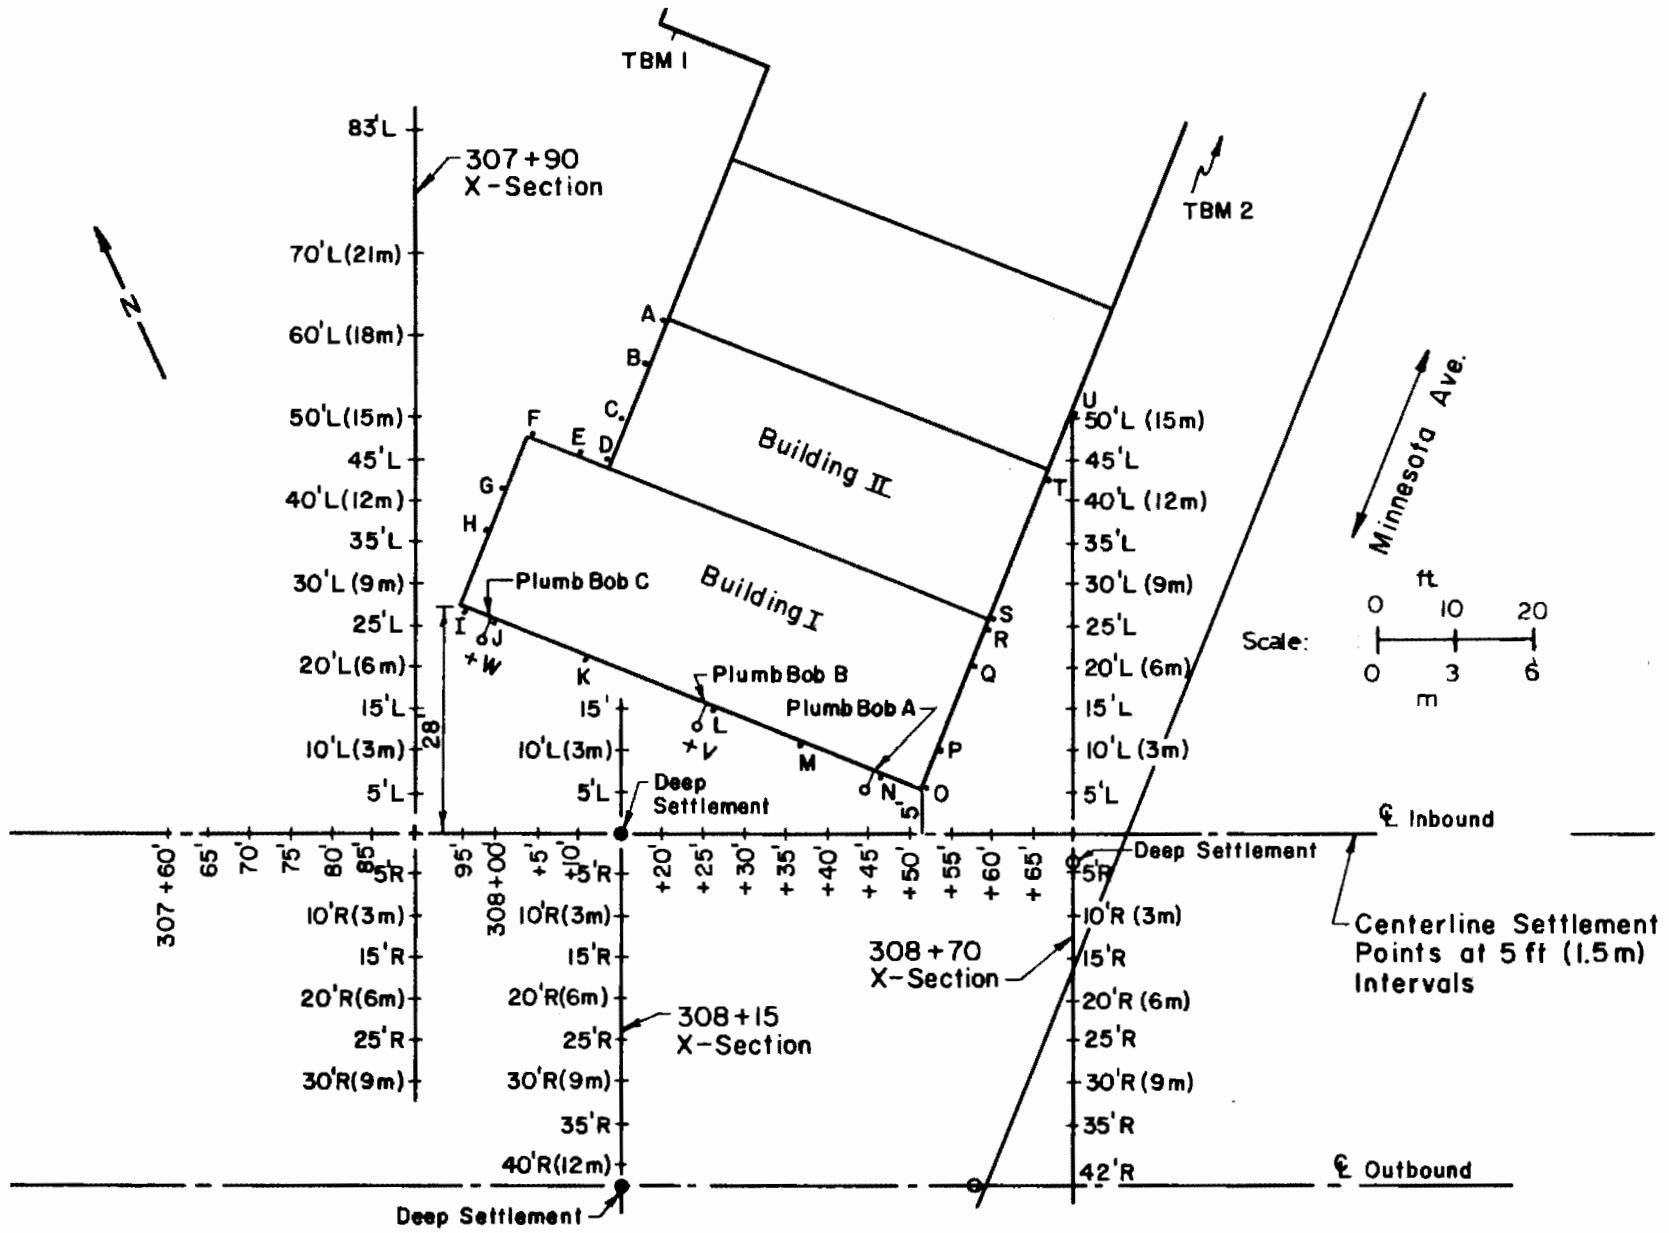 TBM 1
83'L
307+90
X-Section
TBM 2
N
70'L(21m)
A
60'L(18m)
B
Minnesota Ave.
U
50'L(15m)
F
C
50'L (15m)
E
D
Building II
45'L
45'L
G
T
40'L(12m)
40'L (12m)
H
35'L
35'L
30'L(9m)
Plumb Bob C
Building I
30'L (9m)
ft.
0 10 20
Scale:
0 3 6
m
S
25'L
I
J
R
25'L
+W
20'L(6m)
K
Plumb Bob B
Q
20'L (6m)
15'L
15'
Plumb Bob A
15'L
28'
L
+V
10'L(3m)
10'L(3m)
M
P
10'L (3m)
5'L
5'L
Deep
Settlement
N
O
5'
5'L
℄ Inbound
307+60'
65'
70'
75'
80'
85'
95'
308+00'
+5'
+10'
+20'
+25'
+30'
+35'
+40'
+45'
+50'
+55'
+60'
+65'
Deep Settlement
5'R
5'R
5'R
10'R(3m)
10'R(3m)
10'R (3m)
Centerline Settlement
Points at 5 ft (1.5m)
Intervals
15'R
15'R
308+70
X-Section
15'R
20'R(6m)
20'R(6m)
20'R (6m)
308+15
X-Section
25'R
25'R
25'R
30'R(9m)
30'R(9m)
30'R (9m)
35'R
35'R
40'R(12m)
42'R
℄ Outbound
Deep Settlement